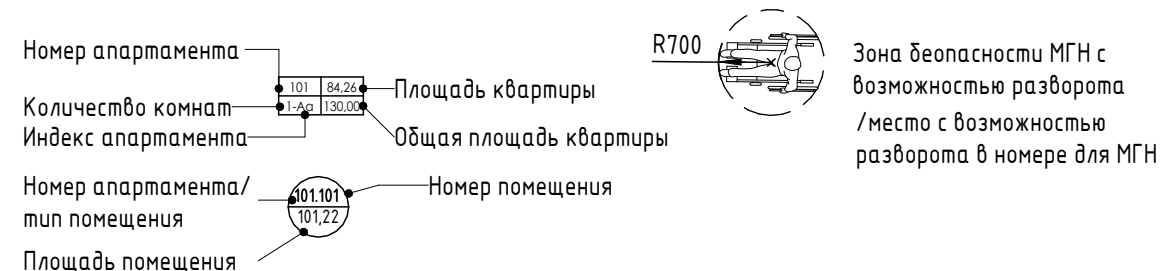 Номер апартамента
101 84,26
Площадь квартиры
Количество комнат
1-Аа 130,00
Индекс апартамента
Общая площадь квартиры
Номер апартамента/
тип помещения
101.101
101,22
Номер помещения
Площадь помещения
R700
Зона беопасности МГН с
возможностью разворота
/место с возможностью
разворота в номере для МГН